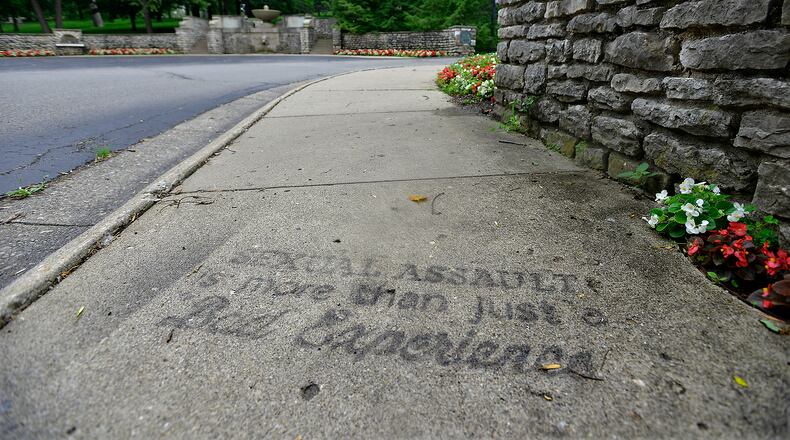 SEXUAL ASSAULT
is more than just a
Bad Experience